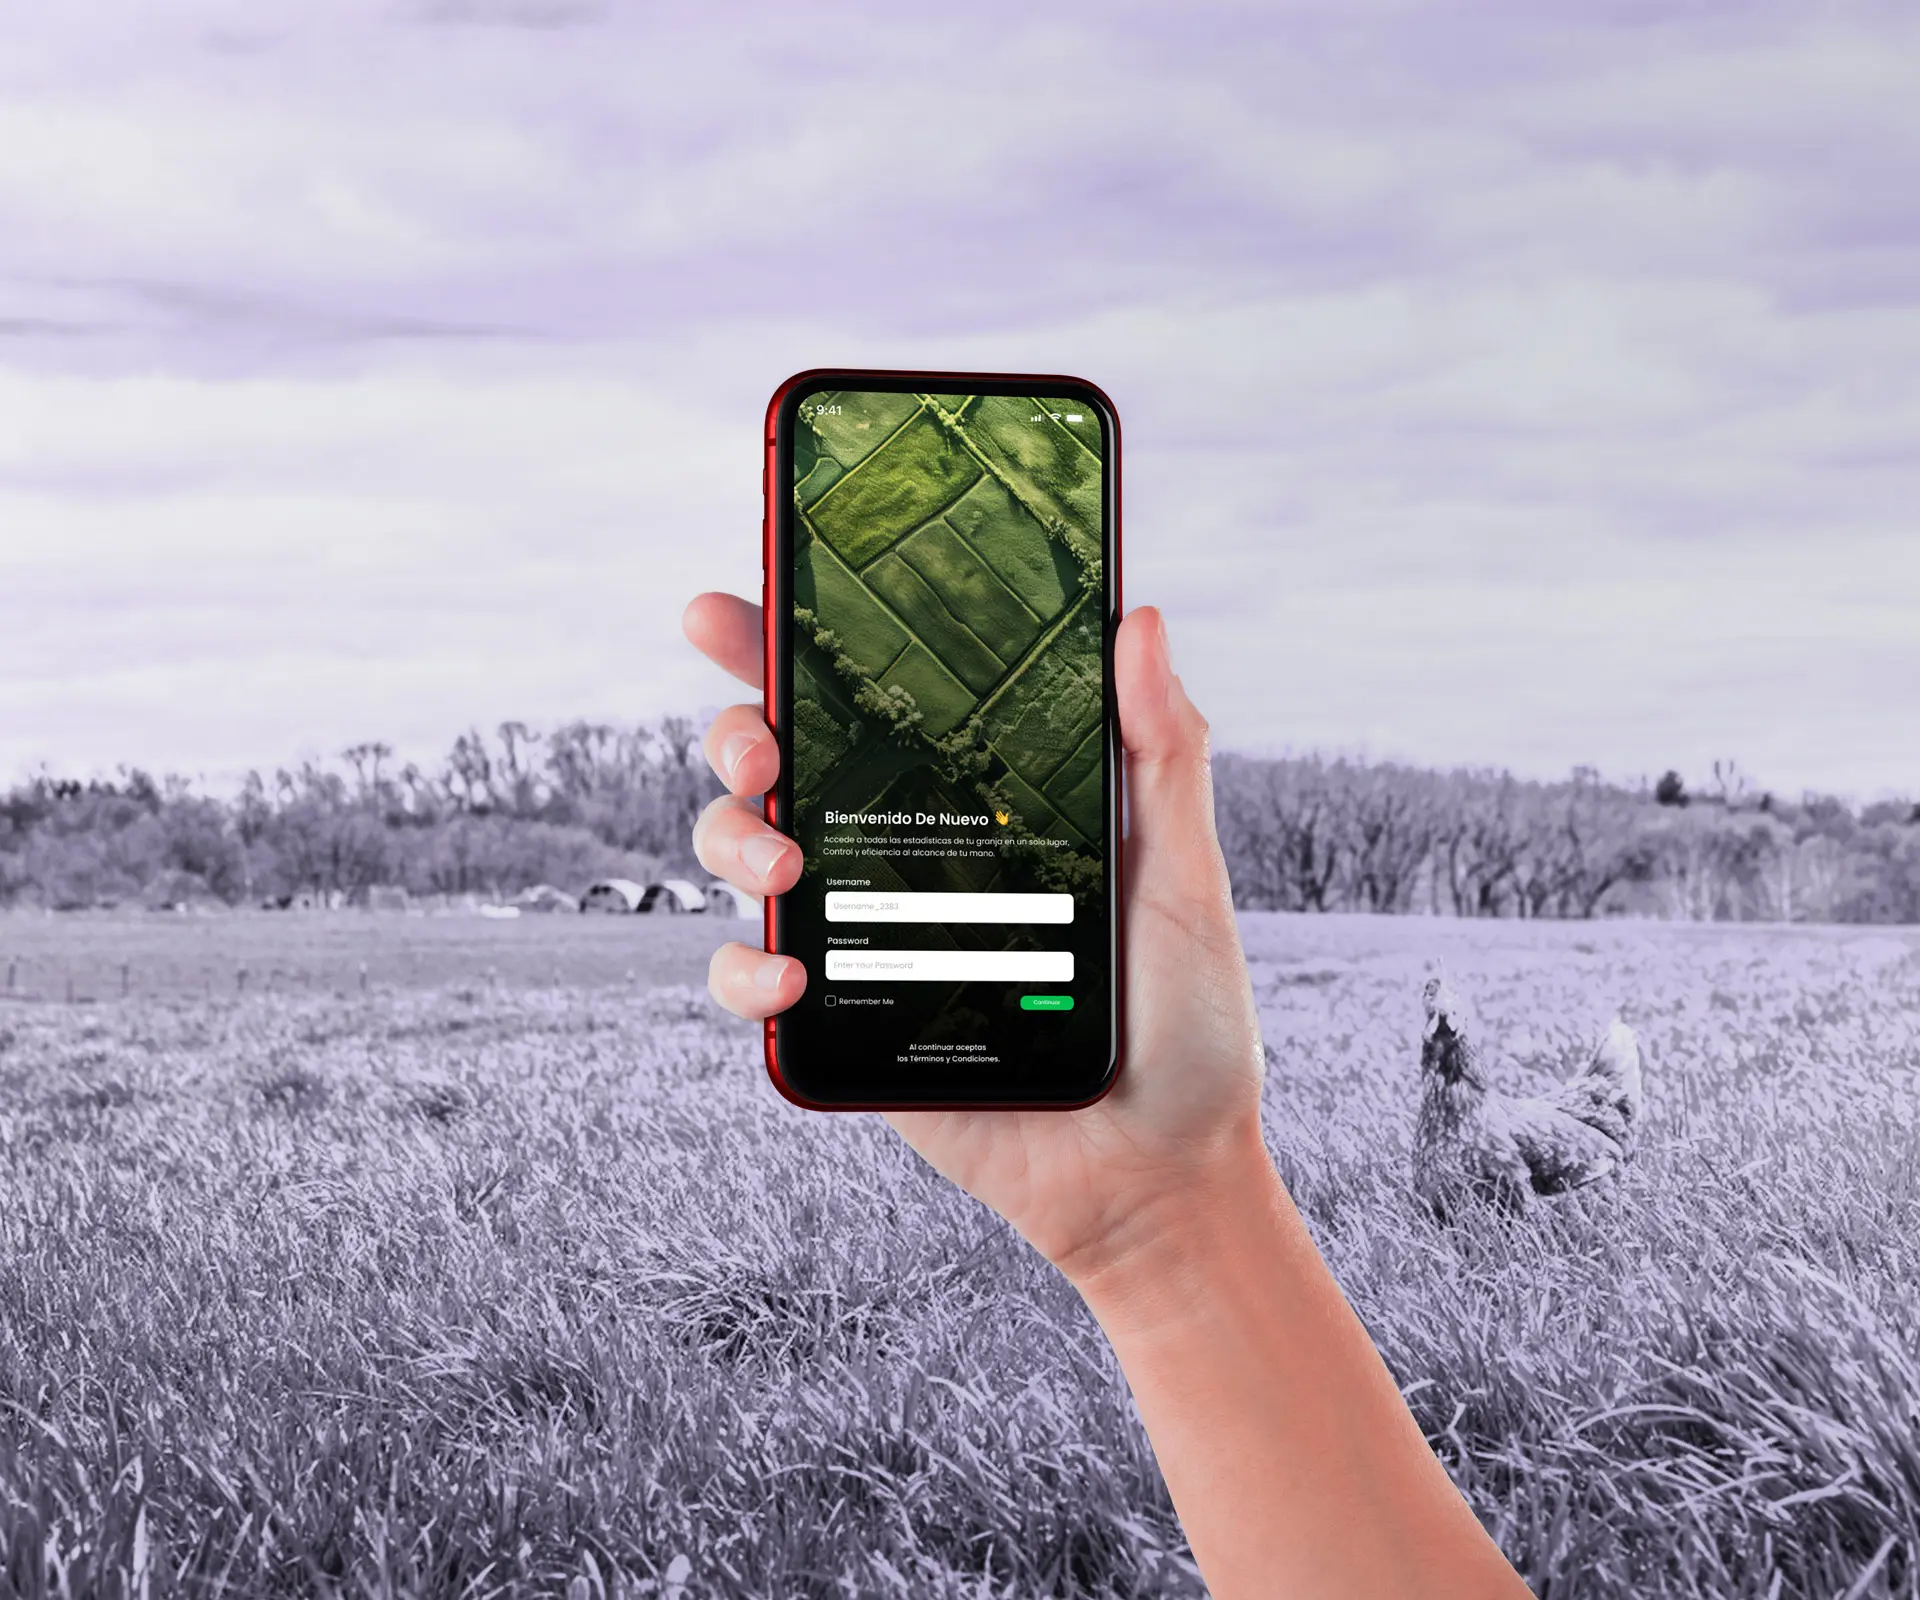 9:41
Bienvenido De Nuevo 👋
Accede a todas las estadísticas de tu granja en un solo lugar,
Control y eficiencia al alcance de tu mano.
Username
Username_2383
Password
Enter Your Password
Remember Me
Continuar
Al continuar aceptas
los Términos y Condiciones.